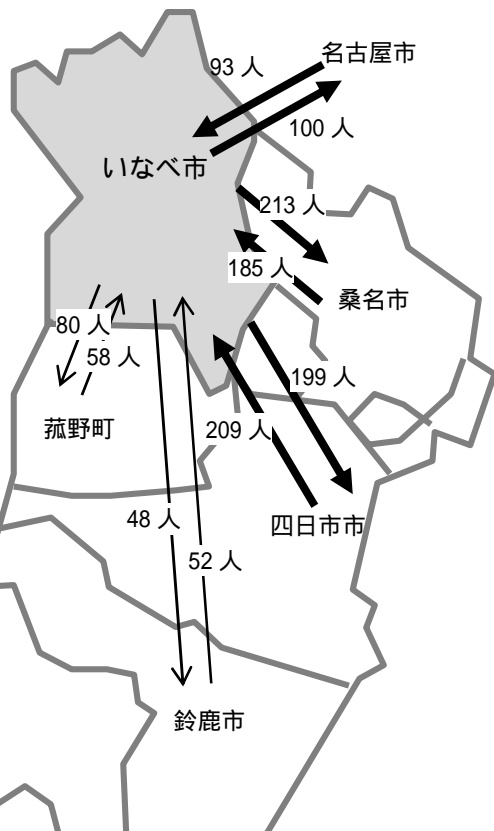 名古屋市
93 人
100 人
いなべ市
213 人
185 人
桑名市
80 人
58 人
199 人
菰野町
209 人
48 人
四日市市
52 人
鈴鹿市